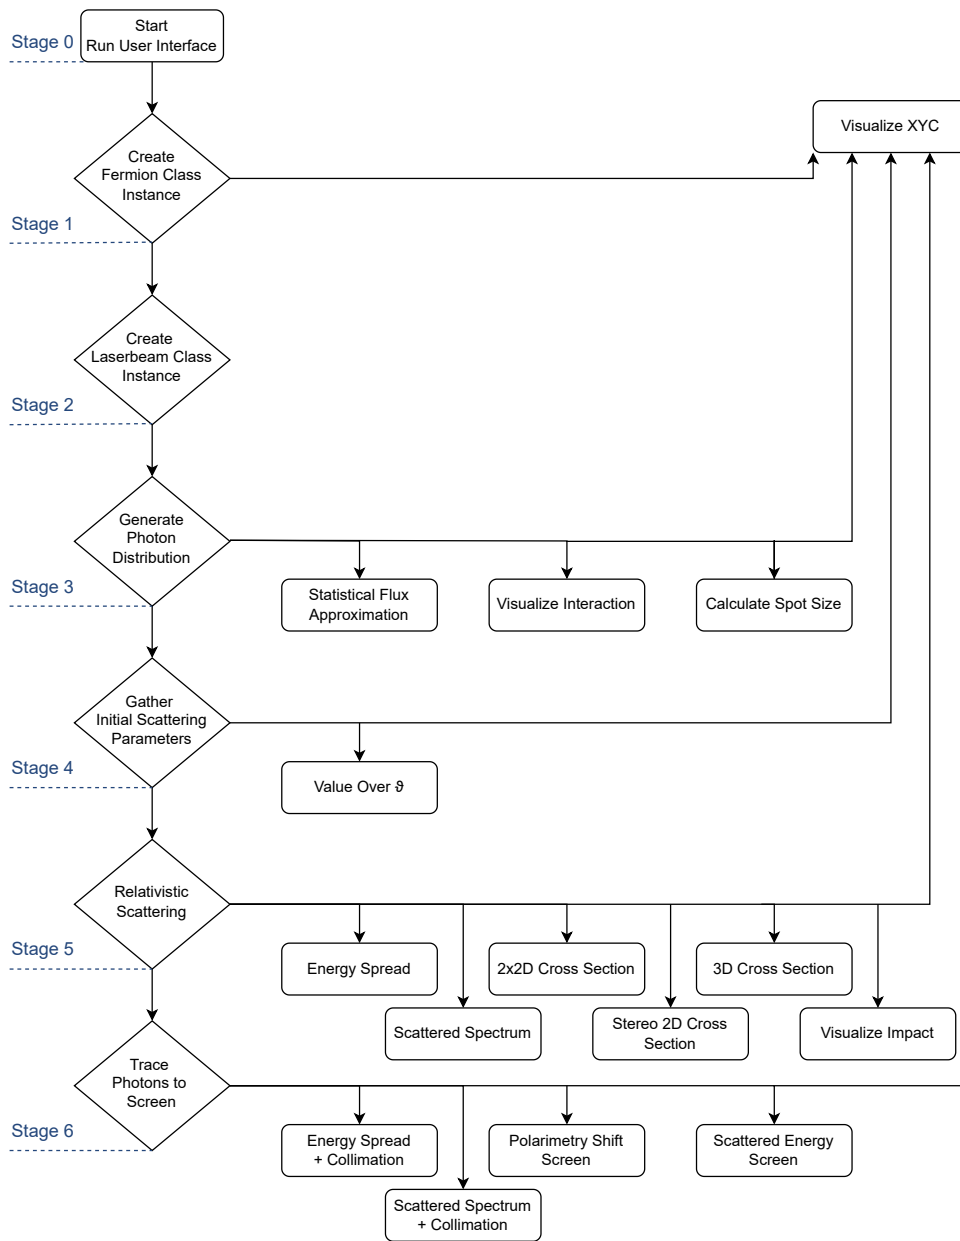 Start
Run User Interface
Stage 0
Visualize XYC
Create
Fermion Class
Instance
Stage 1
Create
Laserbeam Class
Instance
Stage 2
Generate
Photon
Distribution
Stage 3
Statistical Flux
Approximation
Visualize Interaction
Calculate Spot Size
Gather
Initial Scattering
Parameters
Stage 4
Value Over ϑ
Relativistic
Scattering
Stage 5
Energy Spread
2x2D Cross Section
3D Cross Section
Scattered Spectrum
Stereo 2D Cross
Section
Visualize Impact
Trace
Photons to
Screen
Stage 6
Energy Spread
+ Collimation
Polarimetry Shift
Screen
Scattered Energy
Screen
Scattered Spectrum
+ Collimation